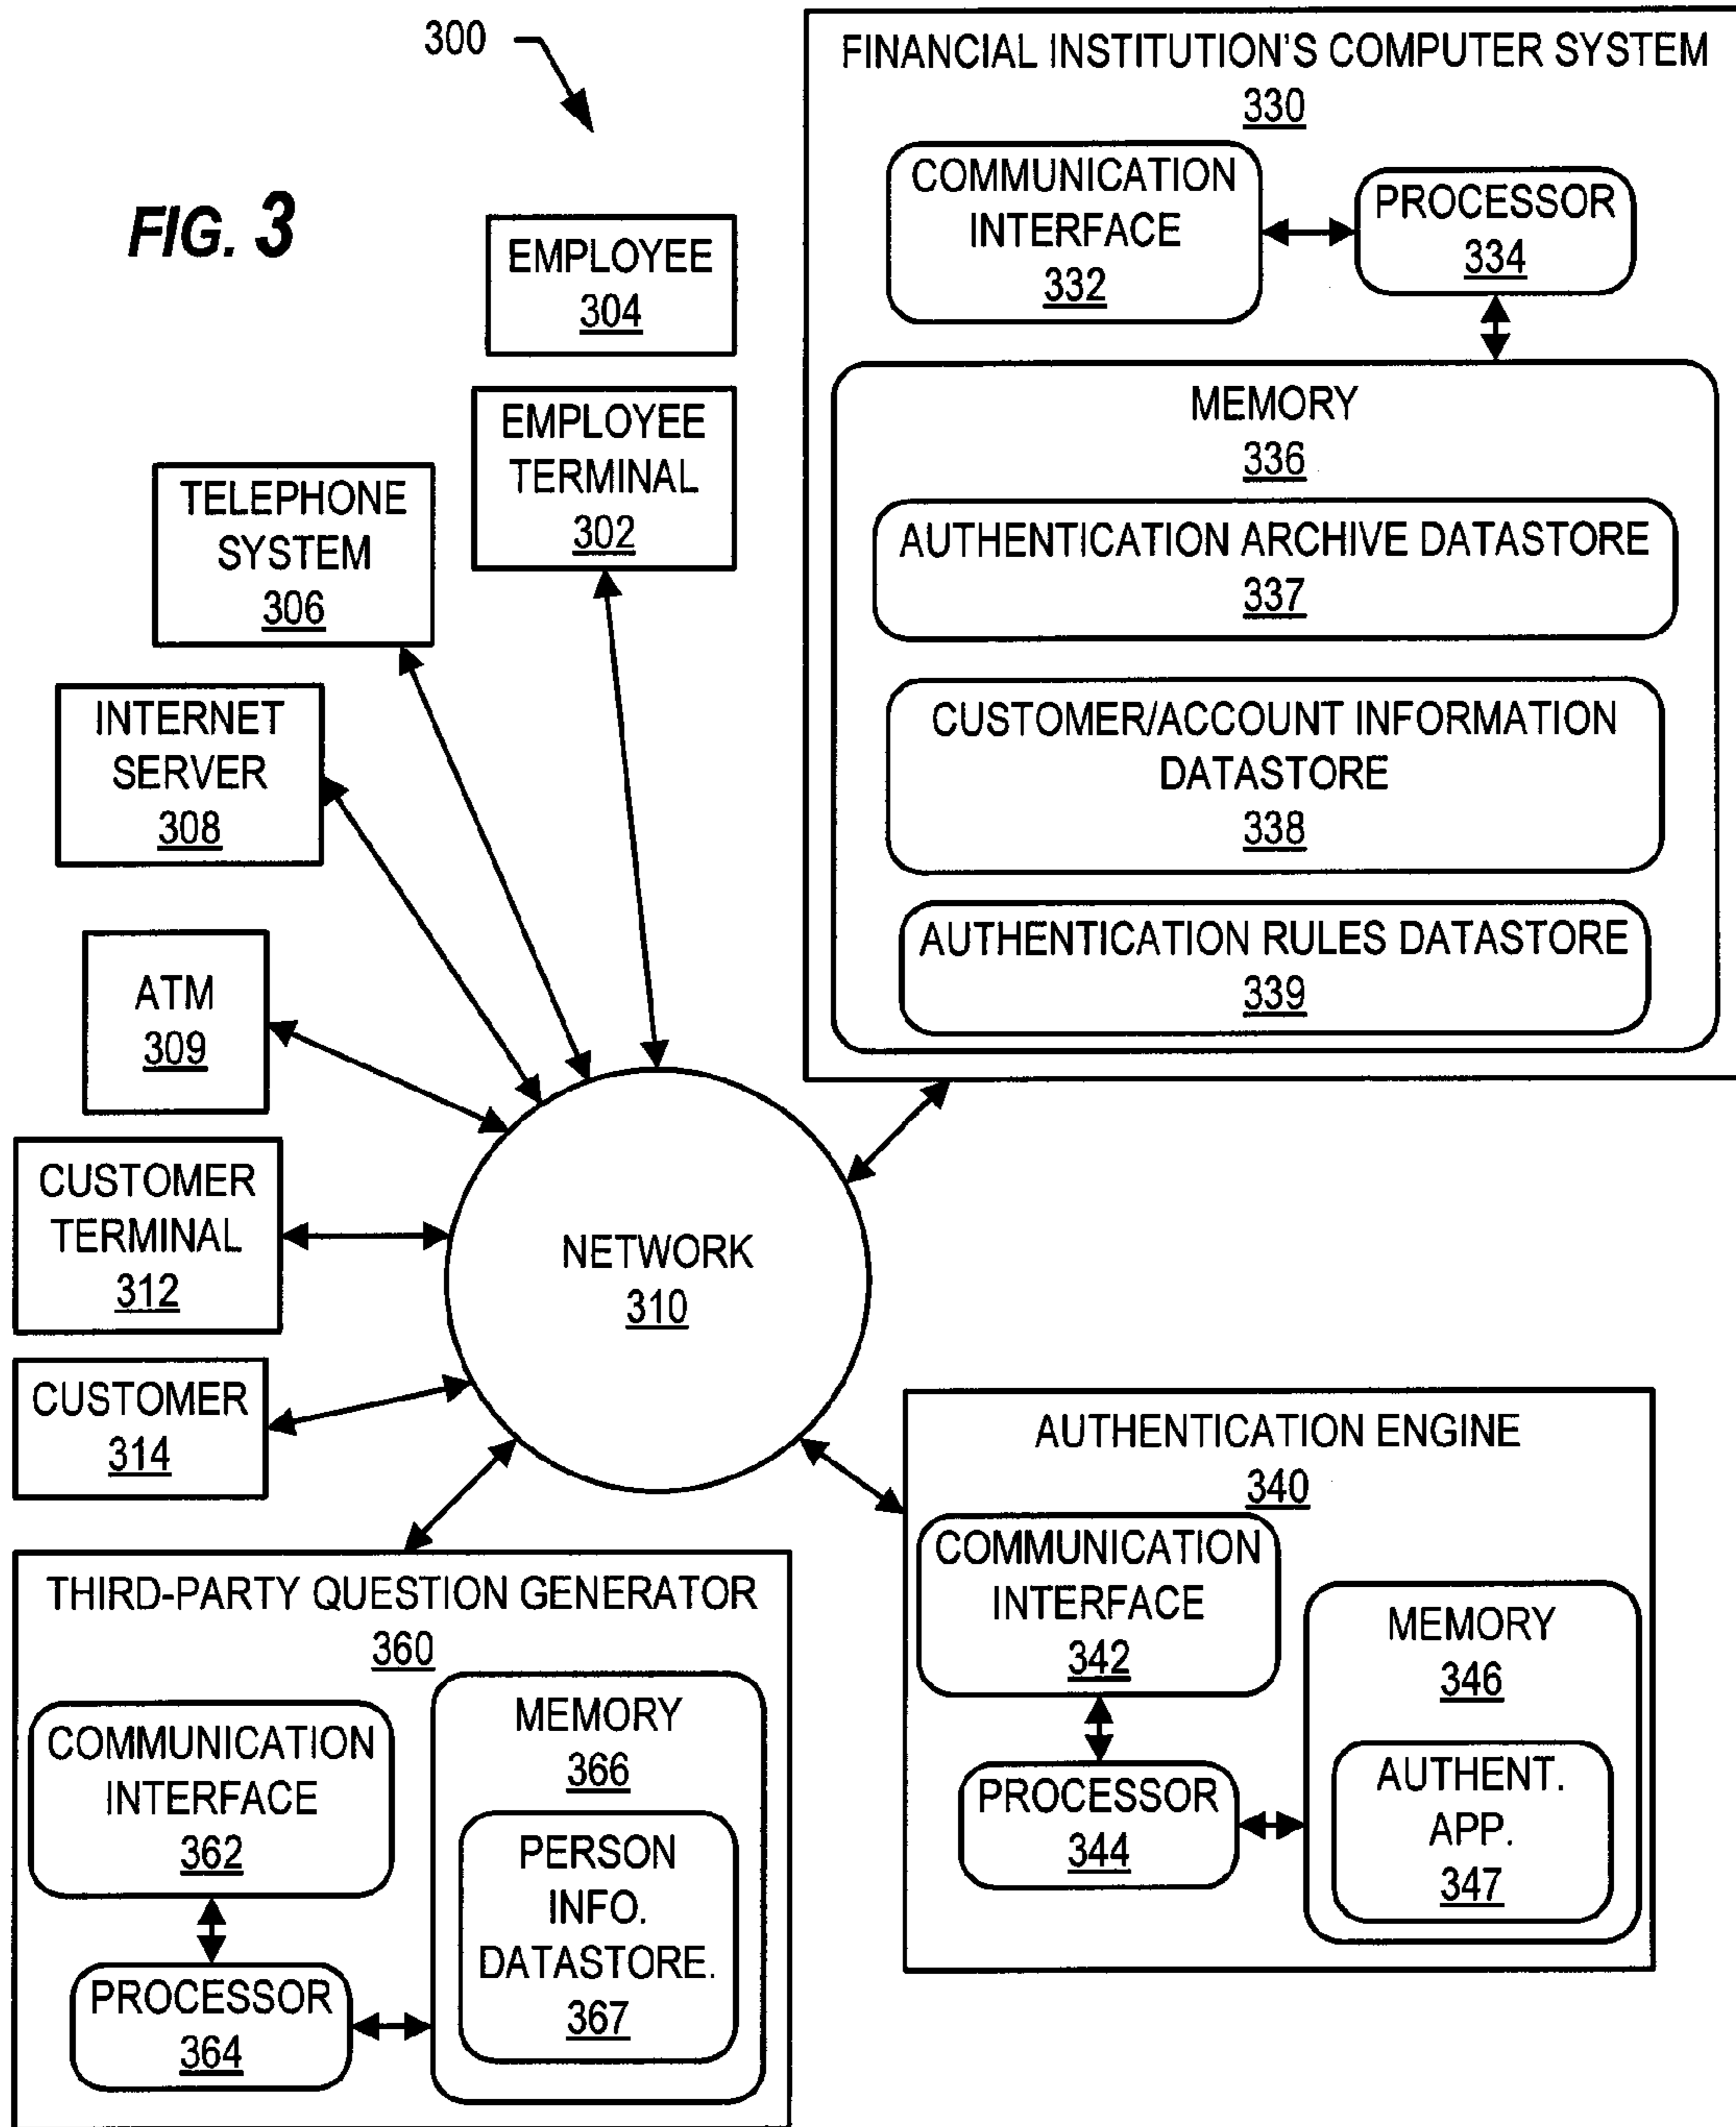 300
FIG. 3
FINANCIAL INSTITUTION'S COMPUTER SYSTEM
330
COMMUNICATION
INTERFACE
332
PROCESSOR
334
MEMORY
336
AUTHENTICATION ARCHIVE DATASTORE
337
CUSTOMER/ACCOUNT INFORMATION
DATASTORE
338
AUTHENTICATION RULES DATASTORE
339
EMPLOYEE
304
EMPLOYEE
TERMINAL
302
TELEPHONE
SYSTEM
306
INTERNET
SERVER
308
ATM
309
CUSTOMER
TERMINAL
312
CUSTOMER
314
NETWORK
310
THIRD-PARTY QUESTION GENERATOR
360
COMMUNICATION
INTERFACE
362
PROCESSOR
364
MEMORY
366
PERSON
INFO.
DATASTORE.
367
AUTHENTICATION ENGINE
340
COMMUNICATION
INTERFACE
342
PROCESSOR
344
MEMORY
346
AUTHENT.
APP.
347